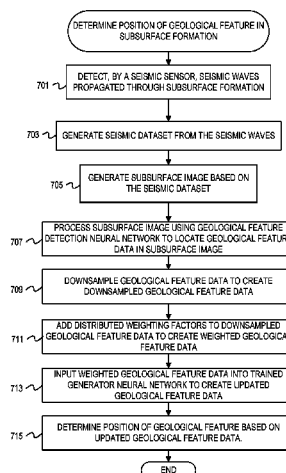 DETERMINE POSITION OF GEOLOGICAL FEATURE IN
SUBSURFACE FORMATION
701
DETECT, BY A SEISMIC SENSOR, SEISMIC WAVES
PROPAGATED THROUGH SUBSURFACE FORMATION
703
GENERATE SEISMIC DATASET FROM THE SEISMIC WAVES
705
GENERATE SUBSURFACE IMAGE BASED ON
THE SEISMIC DATASET
707
PROCESS SUBSURFACE IMAGE USING GEOLOGICAL FEATURE
DETECTION NEURAL NETWORK TO LOCATE GEOLOGICAL FEATURE
DATA IN SUBSURFACE IMAGE
709
DOWNSAMPLE GEOLOGICAL FEATURE DATA TO CREATE
DOWNSAMPLED GEOLOGICAL FEATURE DATA
711
ADD DISTRIBUTED WEIGHTING FACTORS TO DOWNSAMPLED
GEOLOGICAL FEATURE DATA TO CREATE WEIGHTED GEOLOGICAL
FEATURE DATA
713
INPUT WEIGHTED GEOLOGICAL FEATURE DATA INTO TRAINED
GENERATOR NEURAL NETWORK TO CREATE UPDATED
GEOLOGICAL FEATURE DATA
715
DETERMINE POSITION OF GEOLOGICAL FEATURE BASED ON
UPDATED GEOLOGICAL FEATURE DATA.
END